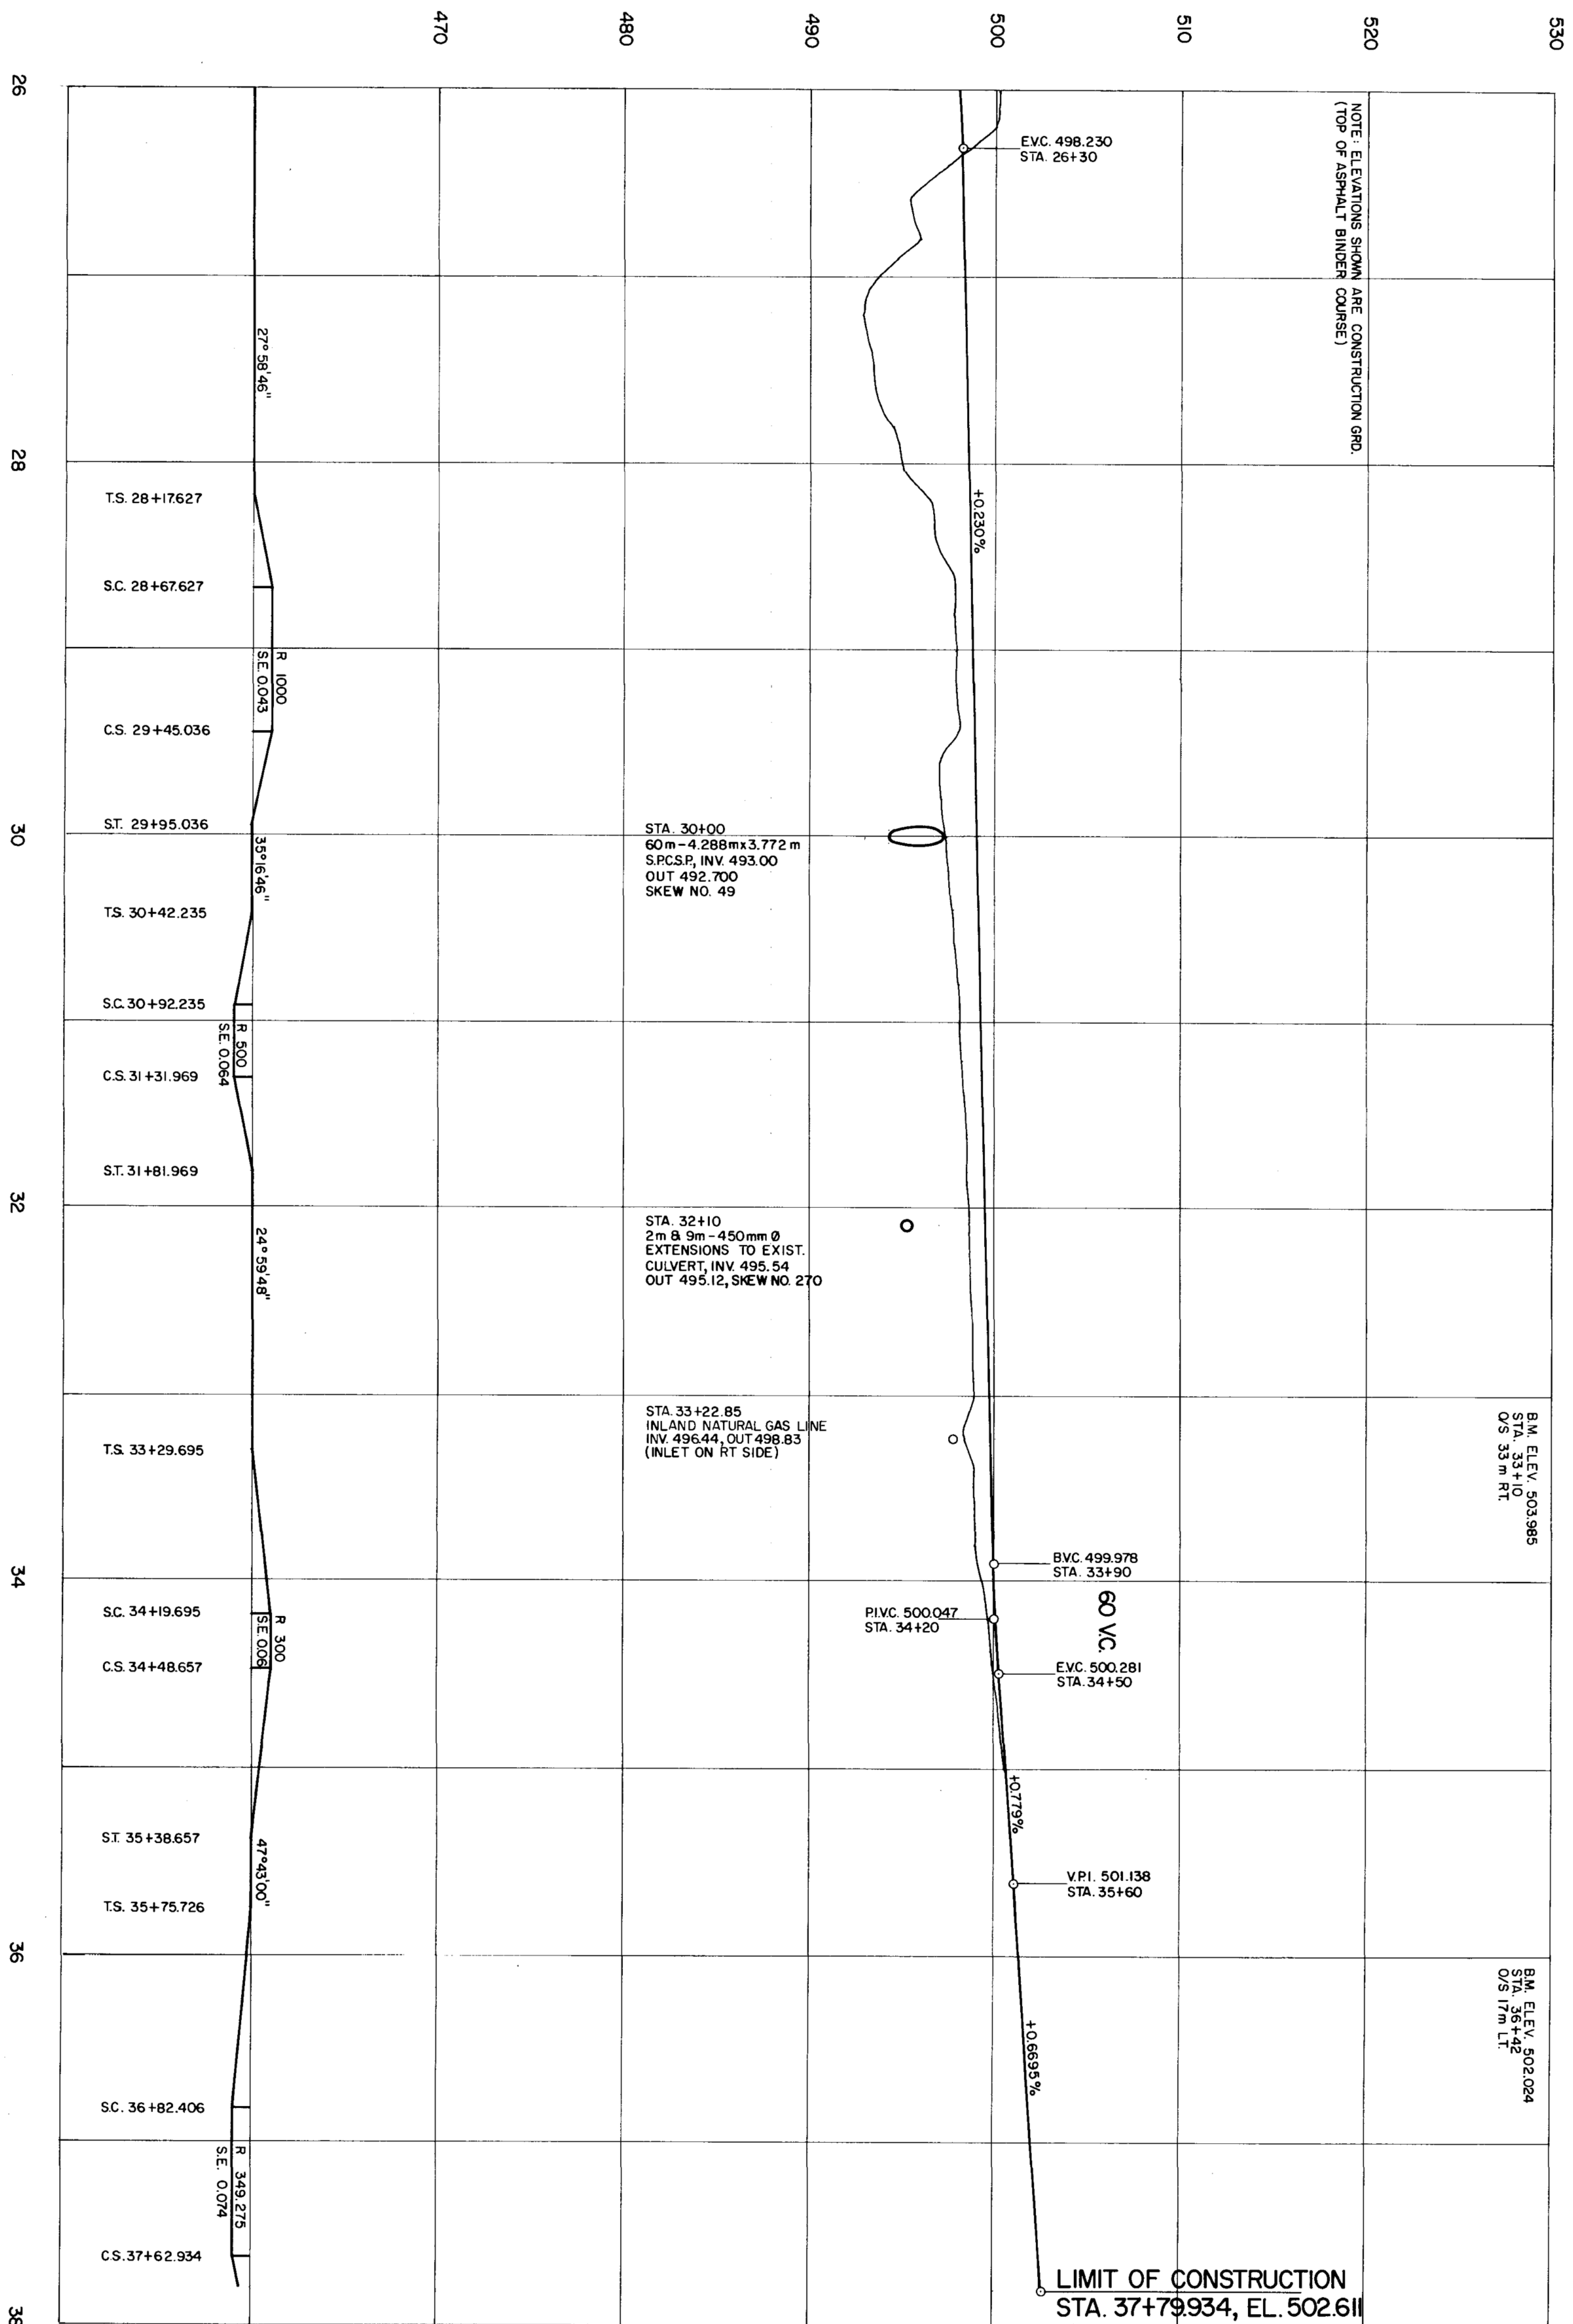 470
480
490
500
510
520
530
26
28
30
32
34
36
38
NOTE: ELEVATIONS SHOWN ARE CONSTRUCTION GRD.
(TOP OF ASPHALT BINDER COURSE)
E.V.C. 498.230
STA. 26+30
27° 58' 46"
+0.230%
T.S. 28+17.627
S.C. 28+67.627
R 1000
S.E. 0.043
C.S. 29+45.036
S.T. 29+95.036
35°16'46"
STA. 30+00
60m-4.288mx3.772m
S.P.C.S.P., INV. 493.00
OUT 492.700
SKEW NO. 49
T.S. 30+42.235
S.C. 30+92.235
R 500
S.E. 0.064
C.S. 31+31.969
S.T. 31+81.969
24° 59' 48"
STA. 32+10
2m & 9m-450mm Ø
EXTENSIONS TO EXIST.
CULVERT, INV. 495.54
OUT 495.12, SKEW NO. 270
STA. 33+22.85
INLAND NATURAL GAS LINE
INV. 496.44, OUT 498.83
(INLET ON RT SIDE)
B.M. ELEV. 503.985
STA. 33+10
O/S 33 m RT.
T.S. 33+29.695
B.V.C. 499.978
STA. 33+90
60 V.C.
P.I.V.C. 500.047
STA. 34+20
E.V.C. 500.281
STA. 34+50
S.C. 34+19.695
R 300
S.E. 0.06
C.S. 34+48.657
+0.779%
S.T. 35+38.657
47°43'00"
V.P.I. 501.138
STA. 35+60
T.S. 35+75.726
B.M. ELEV. 502.024
STA. 36+42
O/S 17m LT.
+0.6695%
S.C. 36+82.406
R 349.275
S.E. 0.074
C.S. 37+62.934
LIMIT OF CONSTRUCTION
STA. 37+79.934, EL. 502.611